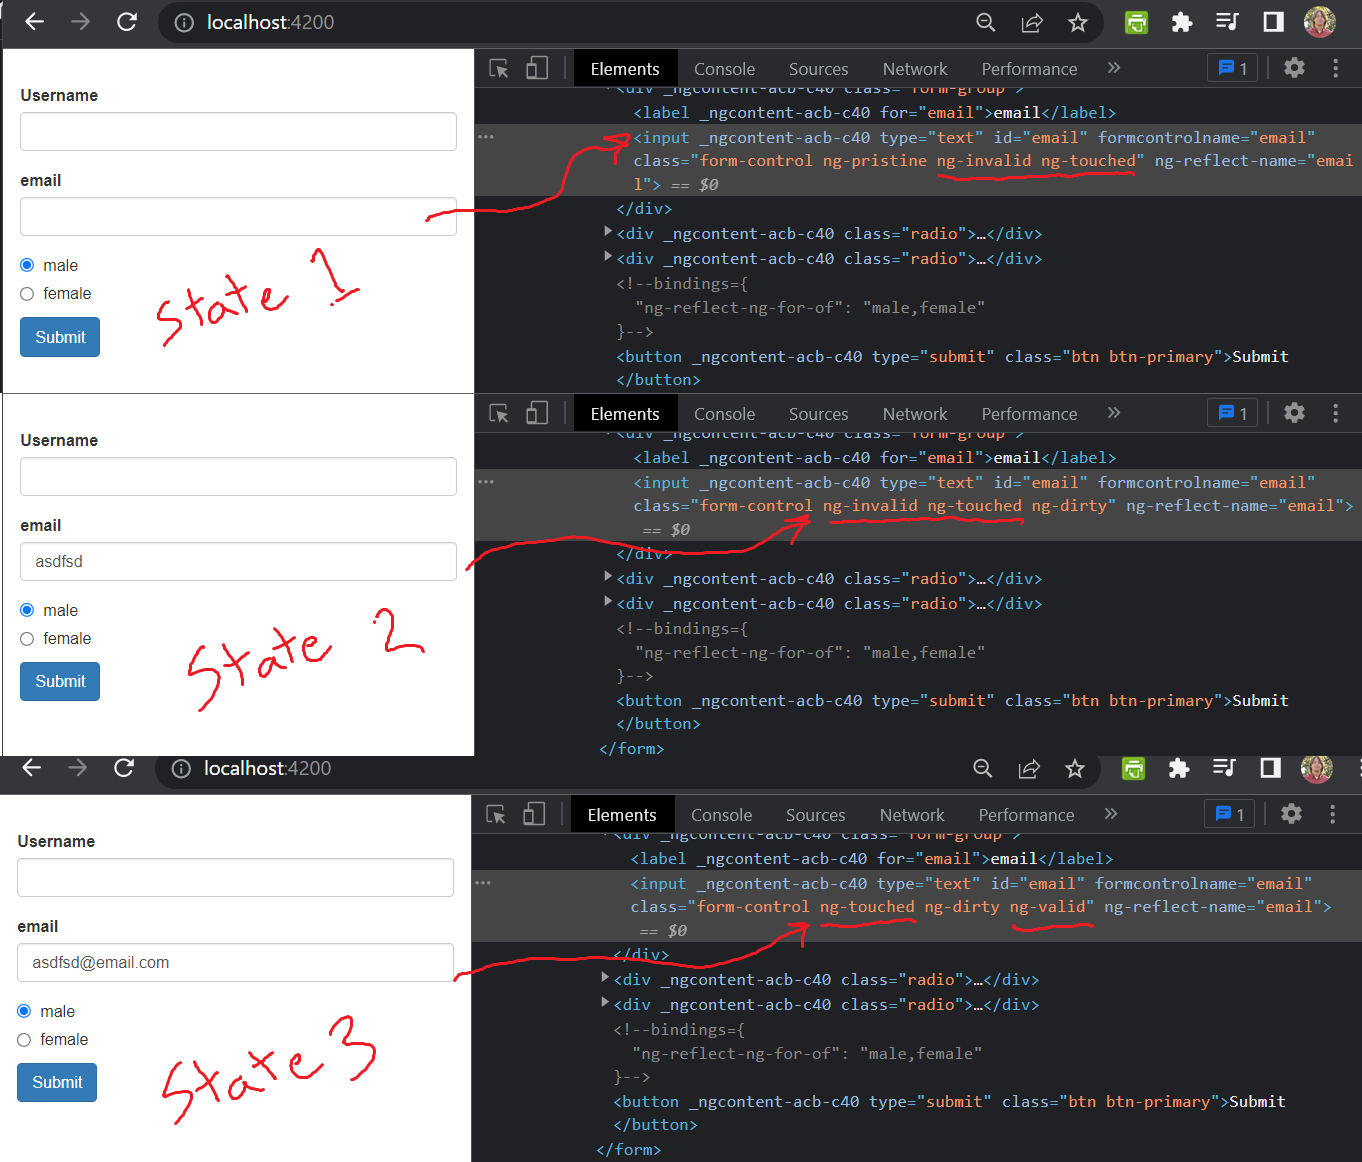 localhost:4200
Elements Console Sources Network Performance » 1
Username
email
male
female
Submit
State 1
<div _ngcontent-acb-c40 class="form-group">
<label _ngcontent-acb-c40 for="email">email</label>
<input _ngcontent-acb-c40 type="text" id="email" formcontrolname="email"
class="form-control ng-pristine ng-invalid ng-touched" ng-reflect-name="emai
l"> == $0
</div>
<div _ngcontent-acb-c40 class="radio">…</div>
<div _ngcontent-acb-c40 class="radio">…</div>
<!--bindings={
"ng-reflect-ng-for-of": "male,female"
}-->
<button _ngcontent-acb-c40 type="submit" class="btn btn-primary">Submit
</button>
Elements Console Sources Network Performance » 1
Username
email
asdfsd
male
female
Submit
State 2
<div _ngcontent-acb-c40 class="form-group">
<label _ngcontent-acb-c40 for="email">email</label>
<input _ngcontent-acb-c40 type="text" id="email" formcontrolname="email"
class="form-control ng-invalid ng-touched ng-dirty" ng-reflect-name="email">
== $0
</div>
<div _ngcontent-acb-c40 class="radio">…</div>
<div _ngcontent-acb-c40 class="radio">…</div>
<!--bindings={
"ng-reflect-ng-for-of": "male,female"
}-->
<button _ngcontent-acb-c40 type="submit" class="btn btn-primary">Submit
</button>
</form>
localhost:4200
Elements Console Sources Network Performance » 1
Username
email
asdfsd@email.com
male
female
Submit
State 3
<div _ngcontent-acb-c40 class="form-group">
<label _ngcontent-acb-c40 for="email">email</label>
<input _ngcontent-acb-c40 type="text" id="email" formcontrolname="email"
class="form-control ng-touched ng-dirty ng-valid" ng-reflect-name="email">
== $0
</div>
<div _ngcontent-acb-c40 class="radio">…</div>
<div _ngcontent-acb-c40 class="radio">…</div>
<!--bindings={
"ng-reflect-ng-for-of": "male,female"
}-->
<button _ngcontent-acb-c40 type="submit" class="btn btn-primary">Submit
</button>
</form>